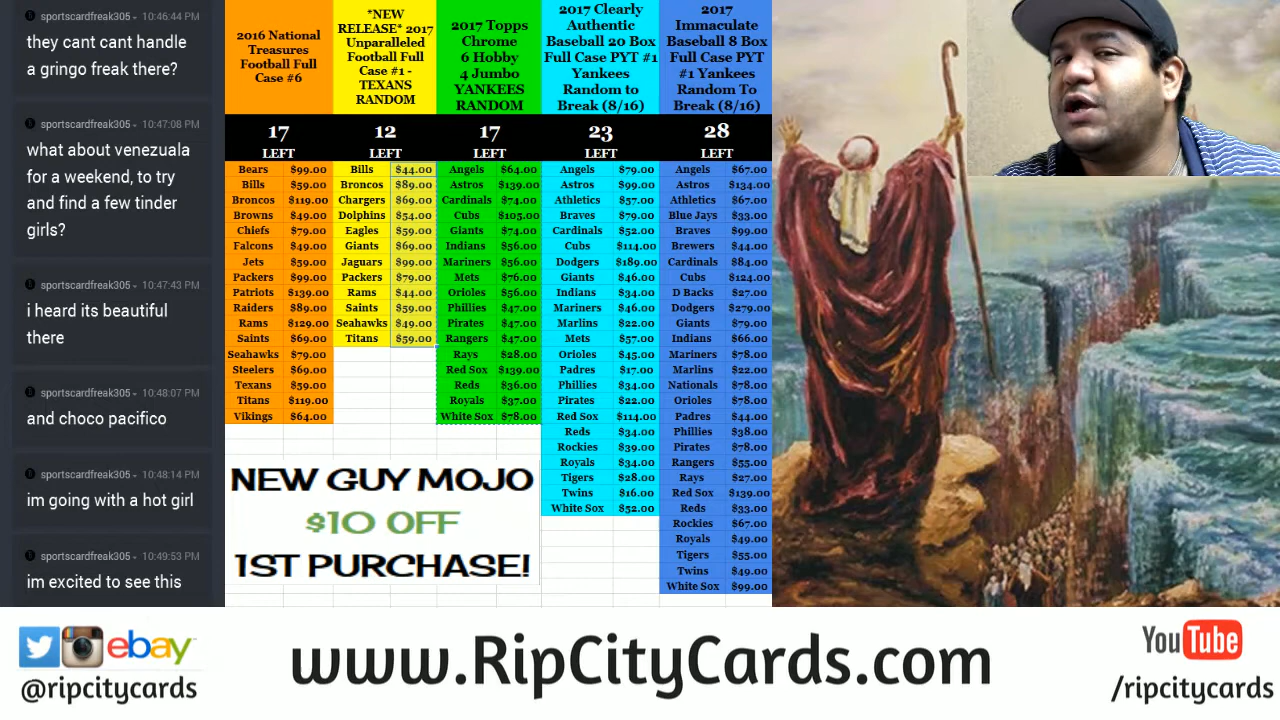 sportscardfreak305 10:46:44 PM
they cant cant handle
a gringo freak there?
sportscardfreak305 10:47:08 PM
what about venezuala
for a weekend, to try
and find a few tinder
girls?
sportscardfreak305 10:47:43 PM
i heard its beautiful
there
sportscardfreak305 10:48:07 PM
and choco pacifico
sportscardfreak305 10:48:14 PM
im going with a hot girl
sportscardfreak305 10:49:53 PM
im excited to see this
2016 National
Treasures
Football Full
Case #6
17
LEFT
Bears $99.00
Bills $59.00
Broncos $119.00
Browns $49.00
Chiefs $79.00
Falcons $49.00
Jets $59.00
Packers $99.00
Patriots $139.00
Raiders $89.00
Rams $129.00
Saints $69.00
Seahawks $79.00
Steelers $69.00
Texans $59.00
Titans $119.00
Vikings $64.00
*NEW
RELEASE* 2017
Unparalleled
Football Full
Case #1 -
TEXANS
RANDOM
12
LEFT
Bills $44.00
Broncos $89.00
Chargers $69.00
Dolphins $54.00
Eagles $59.00
Giants $69.00
Jaguars $99.00
Packers $79.00
Rams $44.00
Saints $59.00
Seahawks $49.00
Titans $59.00
2017 Topps
Chrome
6 Hobby
4 Jumbo
YANKEES
RANDOM
17
LEFT
Angels $64.00
Astros $139.00
Cardinals $74.00
Cubs $105.00
Giants $74.00
Indians $56.00
Mariners $56.00
Mets $76.00
Orioles $56.00
Phillies $47.00
Pirates $47.00
Rangers $47.00
Rays $28.00
Red Sox $139.00
Reds $36.00
Royals $37.00
White Sox $78.00
2017 Clearly
Authentic
Baseball 20 Box
Full Case PYT #1
Yankees
Random to
Break (8/16)
23
LEFT
Angels $79.00
Astros $99.00
Athletics $57.00
Braves $79.00
Cardinals $52.00
Cubs $114.00
Dodgers $189.00
Giants $46.00
Indians $34.00
Mariners $46.00
Marlins $22.00
Mets $57.00
Orioles $45.00
Padres $17.00
Phillies $34.00
Pirates $22.00
Red Sox $114.00
Reds $34.00
Rockies $39.00
Royals $34.00
Tigers $28.00
Twins $16.00
White Sox $52.00
2017
Immaculate
Baseball 8 Box
Full Case PYT
#1 Yankees
Random To
Break (8/16)
28
LEFT
Angels $67.00
Astros $134.00
Athletics $67.00
Blue Jays $33.00
Braves $99.00
Brewers $44.00
Cardinals $84.00
Cubs $124.00
D Backs $27.00
Dodgers $279.00
Giants $79.00
Indians $66.00
Mariners $78.00
Marlins $22.00
Nationals $78.00
Orioles $78.00
Padres $44.00
Phillies $38.00
Pirates $78.00
Rangers $55.00
Rays $27.00
Red Sox $139.00
Reds $33.00
Rockies $67.00
Royals $49.00
Tigers $55.00
Twins $49.00
White Sox $99.00
NEW GUY MOJO
$10 OFF
1ST PURCHASE!
ebay
@ripcitycards
www.RipCityCards.com
YouTube
/ripcitycards